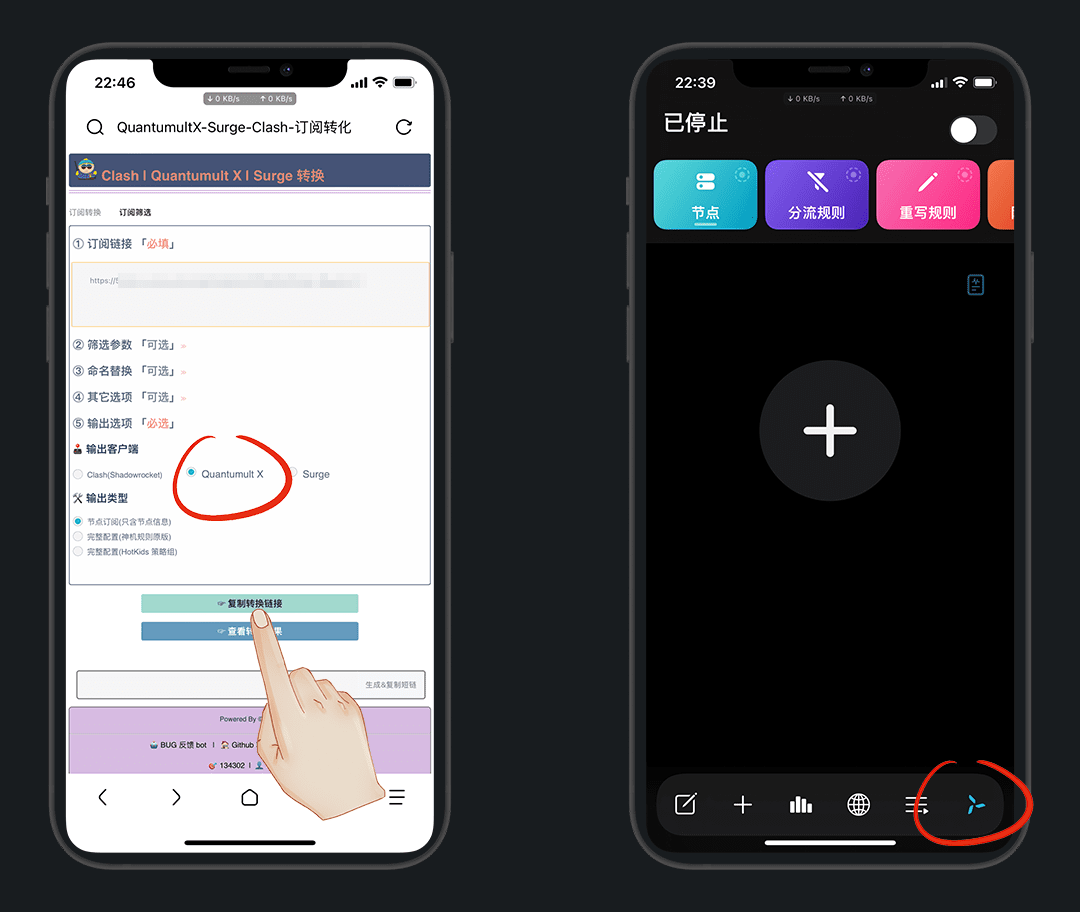 22:46
↓ 0 KB/s ↑ 0 KB/s
QuantumultX-Surge-Clash-订阅转化
Clash | Quantumult X | Surge 转换
订阅转换 订阅筛选
① 订阅链接 「必填」
https://
② 筛选参数 「可选」
③ 命名替换 「可选」
④ 其它选项 「可选」
⑤ 输出选项 「必选」
输出客户端
Clash(Shadowrocket) Quantumult X Surge
输出类型
节点订阅(只含节点信息)
完整配置(神机规则原版)
完整配置(HotKids 策略组)
☞ 复制转换链接
☞ 查看转
生成&复制短链
Powered By ©
BUG 反馈 bot | Github
134302 |
22:39
↓ 0 KB/s ↑ 0 KB/s
已停止
节点
分流规则
重写规则